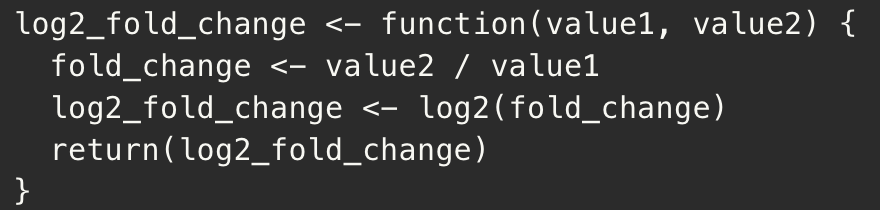 log2_fold_change <- function(value1, value2) {
  fold_change <- value2 / value1
  log2_fold_change <- log2(fold_change)
  return(log2_fold_change)
}